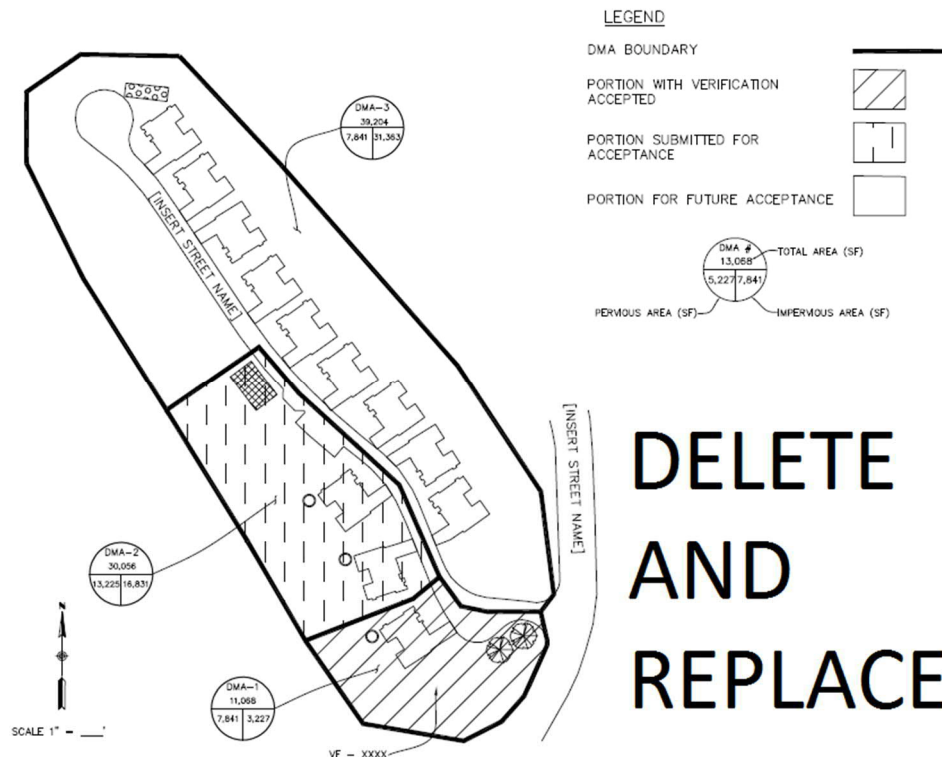 LEGEND
DMA BOUNDARY
PORTION WITH VERIFICATION
ACCEPTED
PORTION SUBMITTED FOR
ACCEPTANCE
PORTION FOR FUTURE ACCEPTANCE
DMA #
13,068
5,227 7,841
TOTAL AREA (SF)
PERVIOUS AREA (SF)
IMPERVIOUS AREA (SF)
DMA-3
39,204
7,841 31,363
[INSERT STREET NAME]
[INSERT STREET NAME]
DELETE
AND
REPLACE
DMA-2
30,056
13,225 16,831
N
DMA-1
11,068
7,841 3,227
SCALE 1" = ___'
VF - XXXX